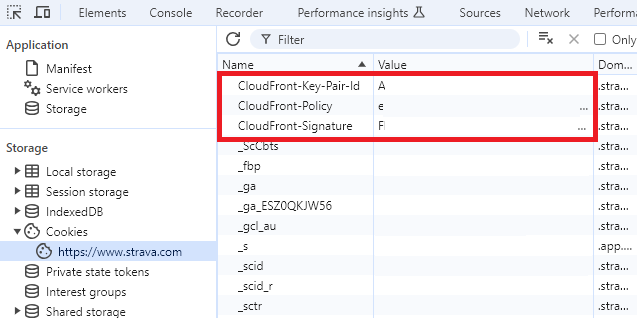 Elements Console Recorder Performance insights Sources Network Performa
Application
Manifest
Service workers
Storage
Storage
Local storage
Session storage
IndexedDB
Cookies
https://www.strava.com
Private state tokens
Interest groups
Shared storage
Filter Only
Name Value Dom...
CloudFront-Key-Pair-Id A .stra...
CloudFront-Policy e ... .stra...
CloudFront-Signature F ... .stra...
_ScCbts .stra...
_fbp .stra...
_ga .stra...
_ga_ESZ0QKJW56 .stra...
_gcl_au .stra...
_s .app....
_scid .stra...
_scid_r .stra...
_sctr .stra...